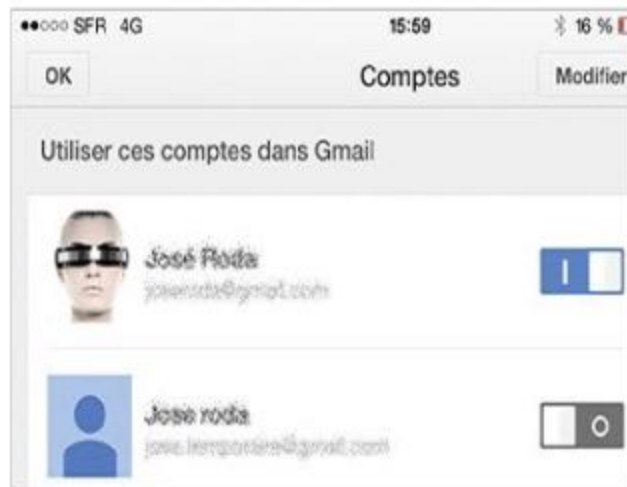 SFR 4G 15:59 16 %
OK Comptes Modifier
Utiliser ces comptes dans Gmail
José Roda
I
Jose roda
O